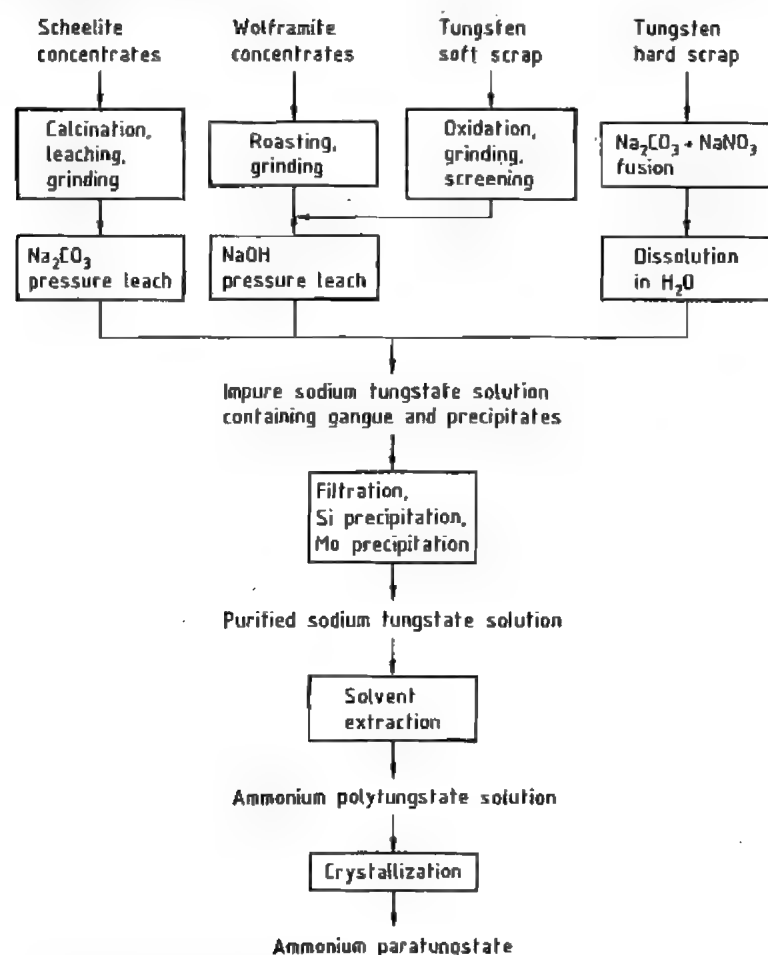 Scheelite
concentrates
Wolframite
concentrates
Tungsten
soft scrap
Tungsten
hard scrap
Calcination,
leaching,
grinding
Roasting,
grinding
Oxidation,
grinding,
screening
Na₂CO₃ + NaNO₃
fusion
Na₂CO₃
pressure leach
NaOH
pressure leach
Dissolution
in H₂O
Impure sodium tungstate solution
containing gangue and precipitates
Filtration,
Si precipitation,
Mo precipitation
Purified sodium tungstate solution
Solvent
extraction
Ammonium polytungstate solution
Crystallization
Ammonium paratungstate